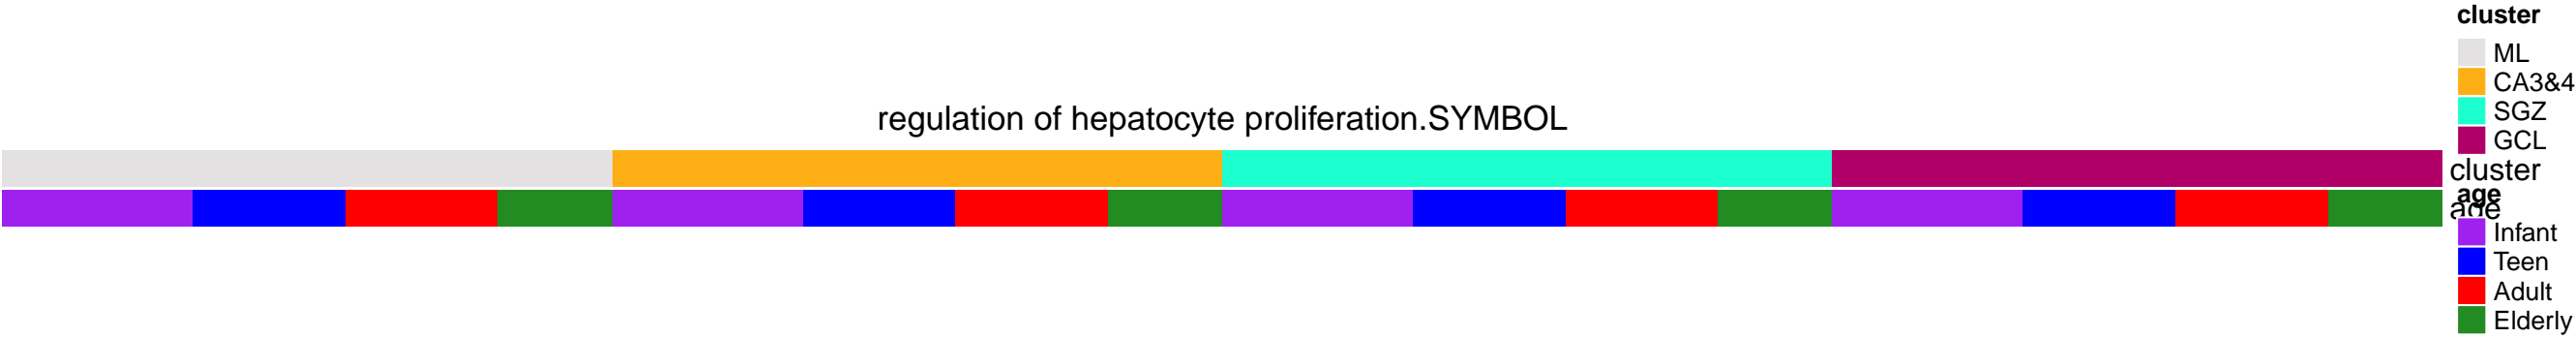 regulation of hepatocyte proliferation.SYMBOL
cluster
age
cluster
ML
CA3&4
SGZ
GCL
age
Infant
Teen
Adult
Elderly